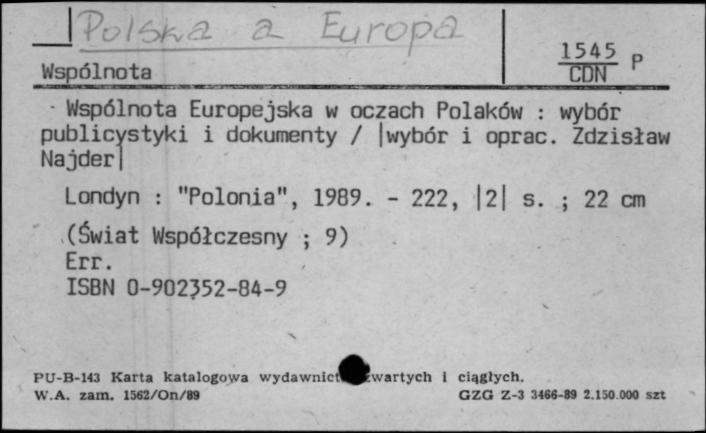 Polska a Europa
1545 P
CDN
Wspólnota
Wspólnota Europejska w oczach Polaków : wybór
publicystyki i dokumenty / |wybór i oprac. Zdzisław
Najder|
Londyn : "Polonia", 1989. - 222, |2| s. ; 22 cm
(Świat Współczesny ; 9)
Err.
ISBN 0-902352-84-9
PU-B-143 Karta katalogowa wydawnict zwartych i ciągłych.
W.A. zam. 1562/On/89 GZG Z-3 3466-89 2.150.000 szt